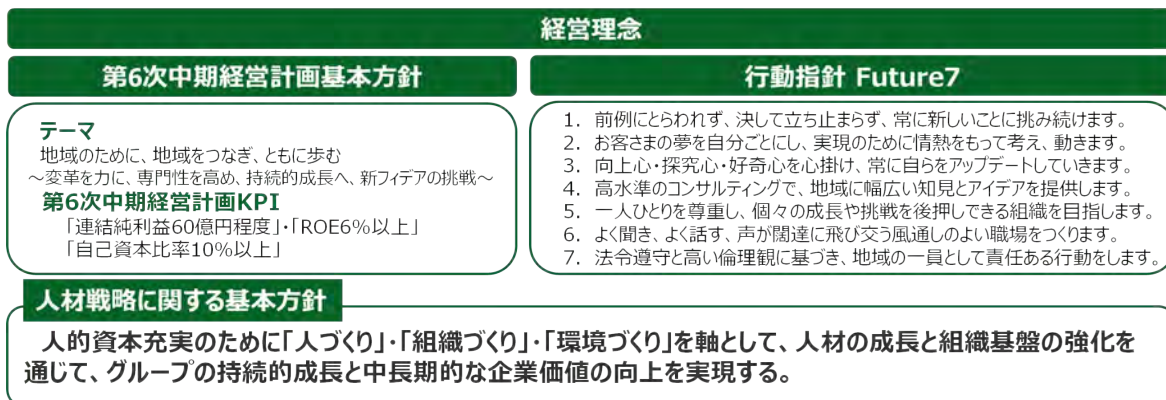 経営理念
第6次中期経営計画基本方針
テーマ
地域のために、地域をつなぎ、ともに歩む
～変革を力に、専門性を高め、持続的成長へ、新フィデアの挑戦～
第6次中期経営計画KPI
「連結純利益60億円程度」・「ROE6%以上」
「自己資本比率10%以上」
行動指針 Future7
1. 前例にとらわれず、決して立ち止まらず、常に新しいことに挑み続けます。
2. お客さまの夢を自分ごとにし、実現のために情熱をもって考え、動きます。
3. 向上心・探究心・好奇心を心掛け、常に自らをアップデートしていきます。
4. 高水準のコンサルティングで、地域に幅広い知見とアイデアを提供します。
5. 一人ひとりを尊重し、個々の成長や挑戦を後押しできる組織を目指します。
6. よく聞き、よく話す、声が闊達に飛び交う風通しのよい職場をつくります。
7. 法令遵守と高い倫理観に基づき、地域の一員として責任ある行動をします。
人材戦略に関する基本方針
人的資本充実のために「人づくり」・「組織づくり」・「環境づくり」を軸として、人材の成長と組織基盤の強化を
通じて、グループの持続的成長と中長期的な企業価値の向上を実現する。